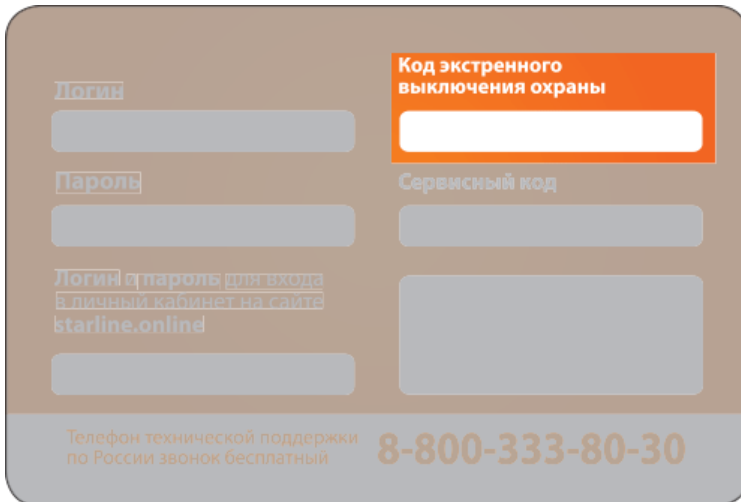 Логин
Код экстренного
выключения охраны
Пароль
Сервисный код
Логин и пароль для входа
в личный кабинет на сайте
starline.online
Телефон технической поддержки
по России звонок бесплатный
8-800-333-80-30